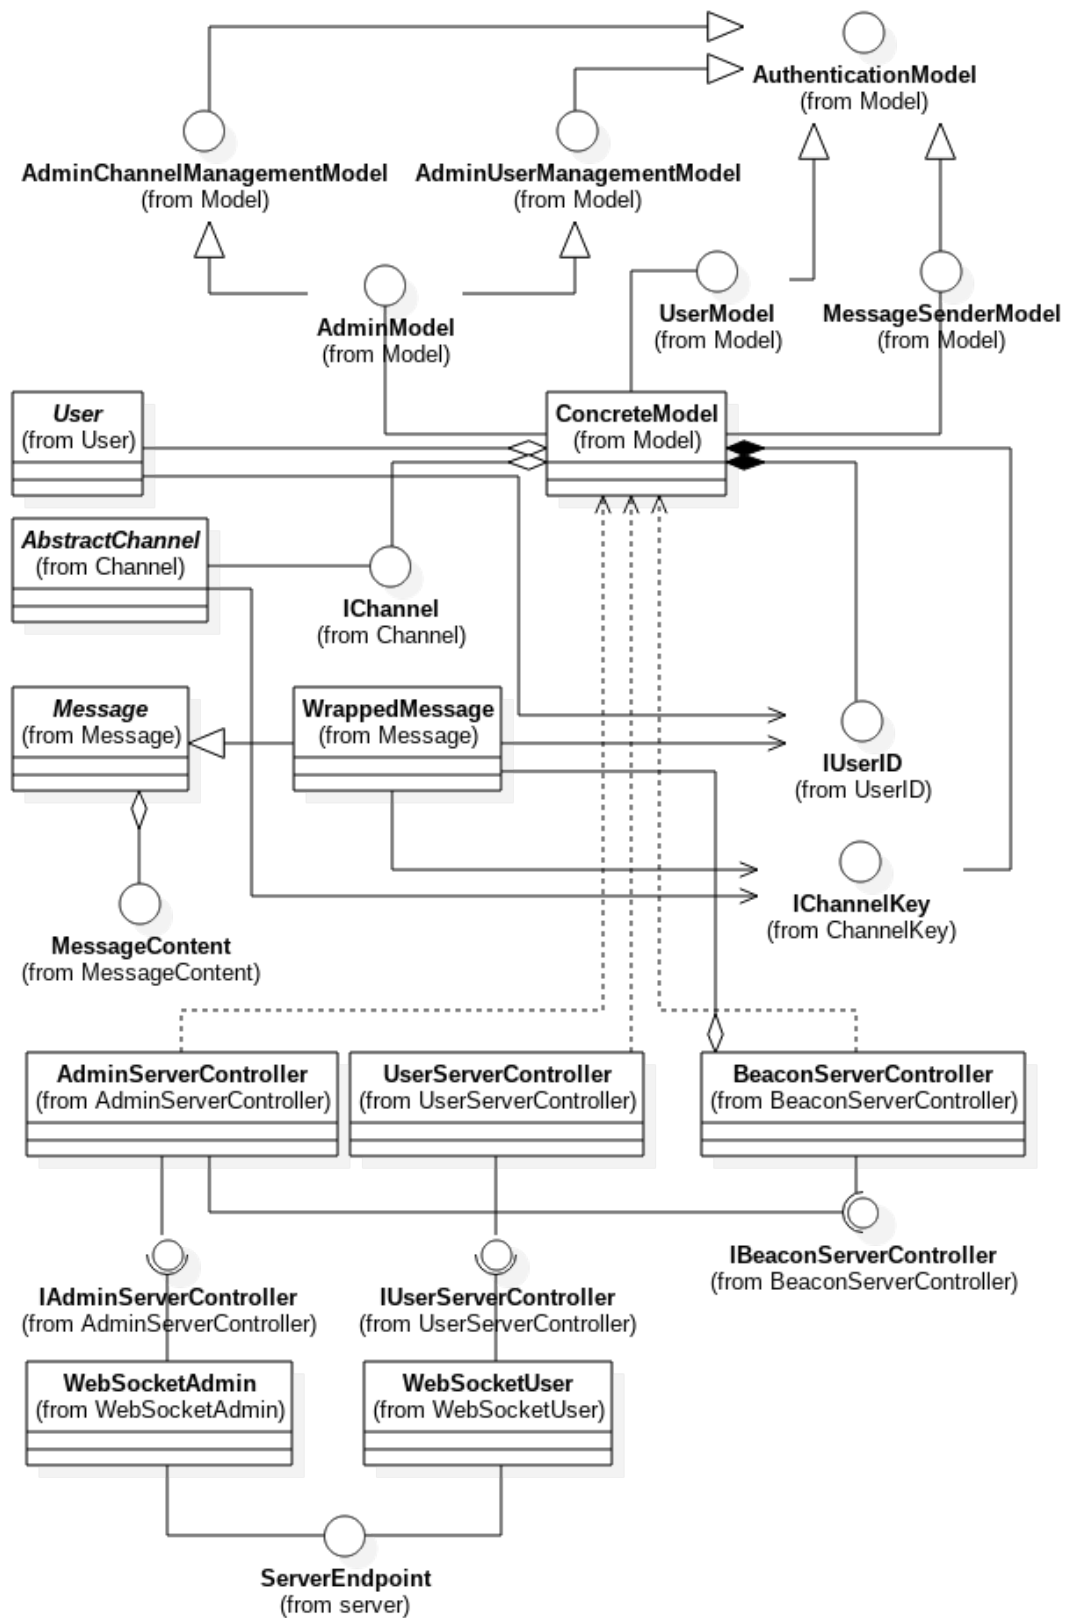 AuthenticationModel
(from Model)
AdminChannelManagementModel
(from Model)
AdminUserManagementModel
(from Model)
AdminModel
(from Model)
UserModel
(from Model)
MessageSenderModel
(from Model)
User
(from User)
ConcreteModel
(from Model)
AbstractChannel
(from Channel)
IChannel
(from Channel)
Message
(from Message)
WrappedMessage
(from Message)
IUserID
(from UserID)
IChannelKey
(from ChannelKey)
MessageContent
(from MessageContent)
AdminServerController
(from AdminServerController)
UserServerController
(from UserServerController)
BeaconServerController
(from BeaconServerController)
IBeaconServerController
(from BeaconServerController)
IAdminServerController
(from AdminServerController)
IUserServerController
(from UserServerController)
WebSocketAdmin
(from WebSocketAdmin)
WebSocketUser
(from WebSocketUser)
ServerEndpoint
(from server)